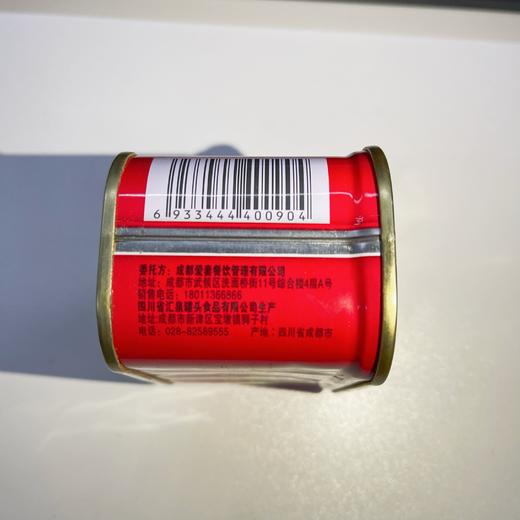 6 933444 400904
委托方：成都爱妻餐饮管理有限公司
地址：成都市武侯区洗面桥街11号综合楼4层A号
销售电话：18011366866
四川省汇泉罐头食品有限公司生产
地址:成都市新津区宝墩镇狮子村
电话：028-82589555 产地：四川省成都市